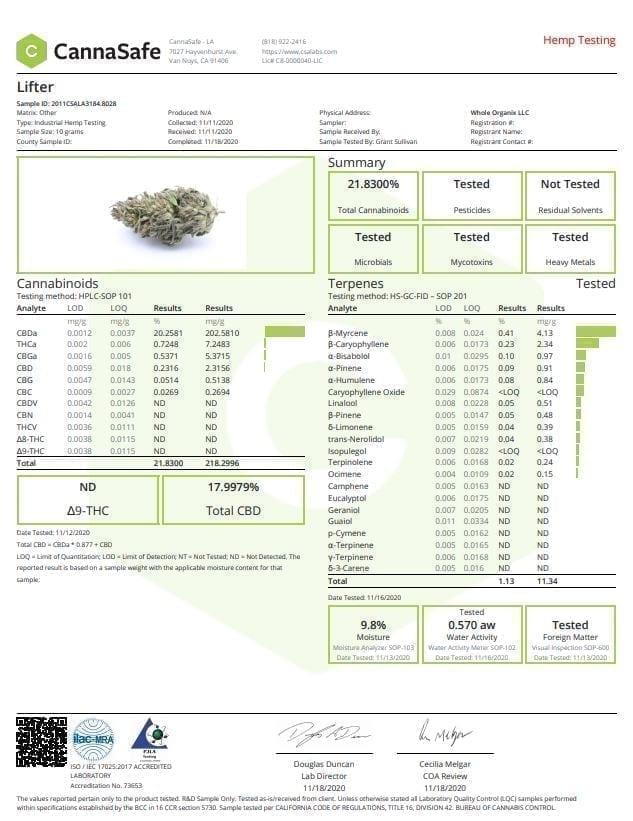 CannaSafe
CannaSafe - LA
7027 Hayvenhurst Ave.
Van Nuys, CA 91406
(818) 922-2416
https://www.csalabs.com
Lic# C8-0000040-LIC
Hemp Testing
Lifter
Sample ID: 2011CSALA3184.8028
Matrix: Other
Type: Industrial Hemp Testing
Sample Size: 10 grams
County Sample ID:
Produced: N/A
Collected: 11/11/2020
Received: 11/11/2020
Completed: 11/18/2020
Physical Address:
Sampler:
Sample Received By:
Sample Tested By: Grant Sullivan
Whole Organix LLC
Registration #:
Registrant Name:
Registrant Contact #:
Summary
21.8300% Tested Not Tested
Total Cannabinoids Pesticides Residual Solvents
Tested Tested Tested
Microbials Mycotoxins Heavy Metals
Cannabinoids
Testing method: HPLC-SOP 101
Analyte LOD LOQ Results Results
mg/g mg/g % mg/g
CBDa 0.0012 0.0037 20.2581 202.5810
THCa 0.002 0.006 0.7248 7.2483
CBGa 0.0016 0.005 0.5371 5.3715
CBD 0.0059 0.018 0.2316 2.3156
CBG 0.0047 0.0143 0.0514 0.5134
CBC 0.0009 0.0027 0.0269 0.2694
CBDV 0.0042 0.0126 ND ND
CBN 0.0014 0.0041 ND ND
THCV 0.0036 0.0111 ND ND
Δ8-THC 0.0038 0.0115 ND ND
Δ9-THC 0.0038 0.0115 ND ND
Total 21.8300 218.2996
ND 17.9979%
Δ9-THC Total CBD
Date Tested: 11/12/2020
Total CBD = CBDa * 0.877 + CBD
LOQ = Limit of Quantitation; LOD = Limit of Detection; NT = Not Tested; ND = Not Detected, The
reported result is based on a sample weight with the applicable moisture content for that
sample;
Terpenes Tested
Testing method: HS-GC-FID – SOP 201
Analyte LOD LOQ Results Results
mg/g mg/g % mg/g
β-Myrcene 0.008 0.024 0.41 4.13
β-Caryophyllene 0.006 0.0173 0.23 2.34
α-Bisabolol 0.01 0.0295 0.10 0.97
α-Pinene 0.006 0.0175 0.09 0.91
α-Humulene 0.006 0.0173 0.08 0.84
Caryophyllene Oxide 0.029 0.0874 <LOQ <LOQ
Linalool 0.008 0.0228 0.05 0.51
β-Pinene 0.005 0.0147 0.05 0.48
δ-Limonene 0.005 0.0159 0.04 0.39
trans-Nerolidol 0.007 0.0219 0.04 0.38
Isopulegol 0.009 0.0282 <LOQ <LOQ
Terpinolene 0.006 0.0168 0.02 0.24
Ocimene 0.004 0.0109 0.02 0.15
Camphene 0.005 0.0163 ND ND
Eucalyptol 0.006 0.0175 ND ND
Geraniol 0.007 0.0205 ND ND
Guaiol 0.011 0.0334 ND ND
p-Cymene 0.005 0.0162 ND ND
α-Terpinene 0.005 0.0165 ND ND
γ-Terpinene 0.006 0.0168 ND ND
δ-3-Carene 0.005 0.016 ND ND
Total 1.13 11.34
Date Tested: 11/16/2020
9.8%
Moisture
Moisture Analyzer SOP-103
Date Tested: 11/13/2020
Tested
0.570 aw
Water Activity
Water Activity Meter SOP-102
Date Tested: 11/16/2020
Tested
Foreign Matter
Visual Inspection SOP-600
Date Tested: 11/13/2020
ilac-MRA
PJLA
Testing
ISO / IEC 17025:2017 ACCREDITED
LABORATORY
Accreditation No. 73653
Douglas Duncan
Lab Director
11/18/2020
Cecilia Melgar
COA Review
11/18/2020
The values reported pertain only to the product tested. R&D Sample Only. Tested as-is/received from client. Unless otherwise stated all Laboratory Quality Control (LQC) samples performed
within specifications established by the BCC in 16 CCR section 5730. Sample tested per CALIFORNIA CODE OF REGULATIONS, TITLE 16, DIVISION 42. BUREAU OF CANNABIS CONTROL.